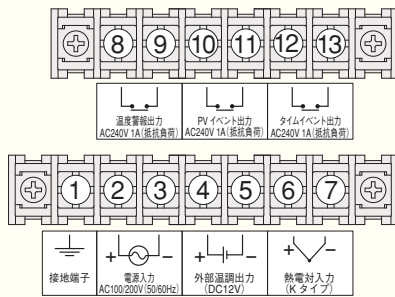 8 9 10 11 12 13
温度警報出力 PVイベント出力 タイムイベント出力
AC240V 1A(抵抗負荷) AC240V 1A(抵抗負荷) AC240V 1A(抵抗負荷)
1 2 3 4 5 6 7
+ - + - + -
接地端子 電源入力 外部温調出力 熱電対入力
AC100/200V(50/60Hz) (DC12V) (Kタイプ)